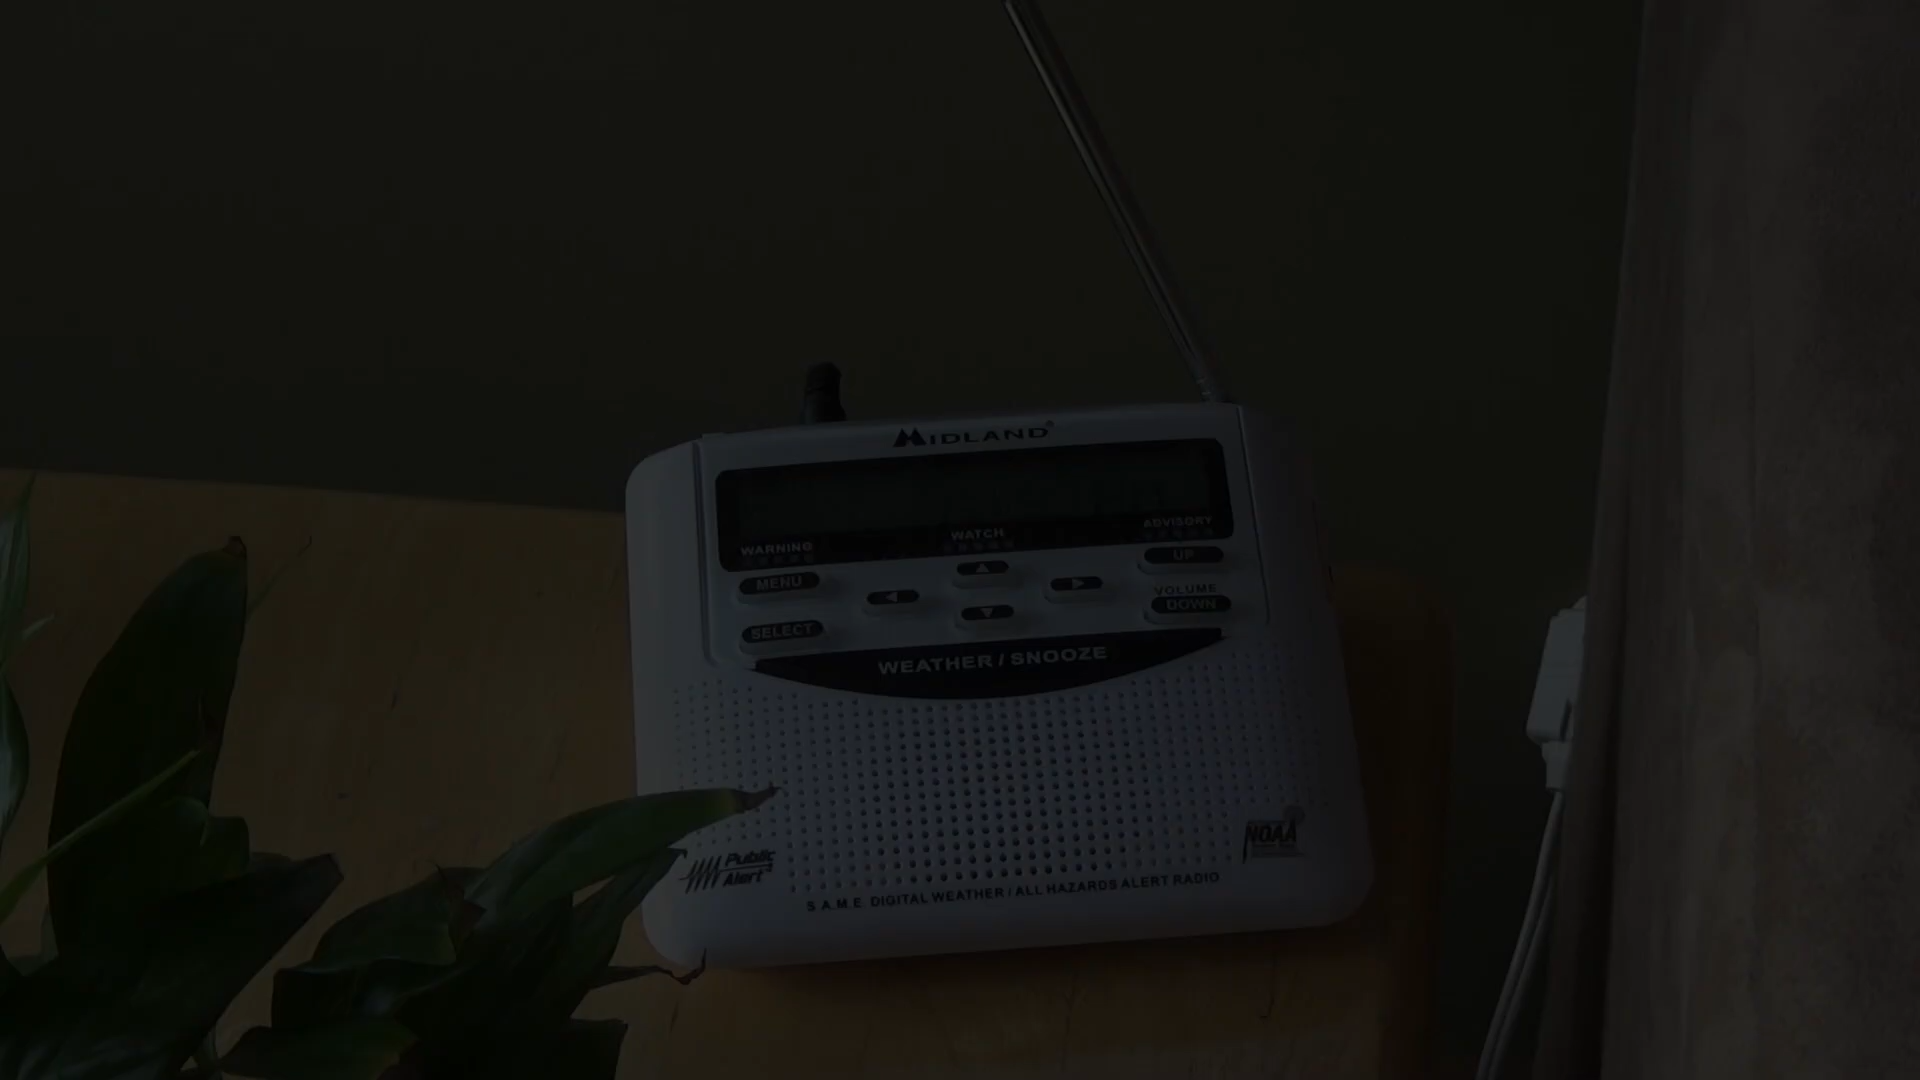 MIDLAND
WARNING
WATCH
ADVISORY
MENU
UP
VOLUME
DOWN
SELECT
WEATHER / SNOOZE
Public
Alert
NOAA
S.A.M.E. DIGITAL WEATHER / ALL HAZARDS ALERT RADIO